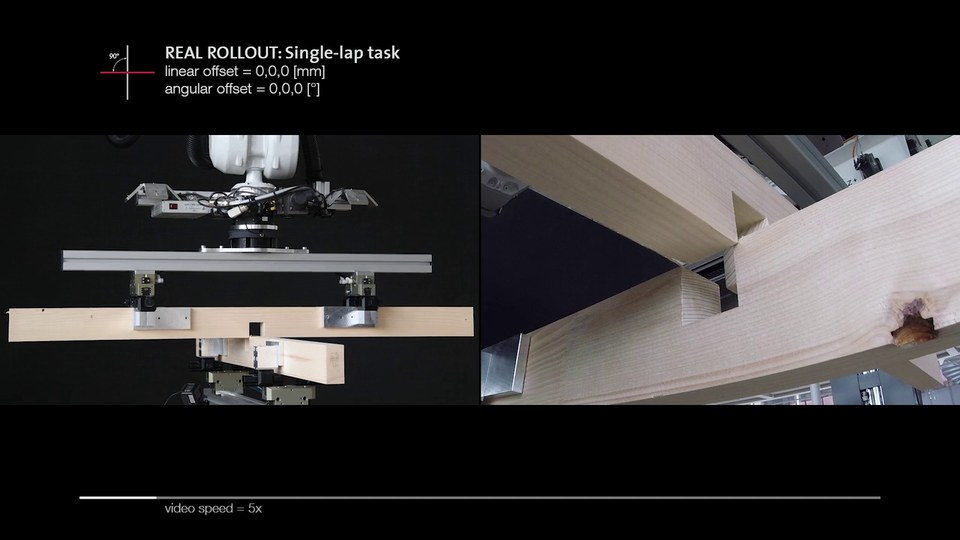 90°
REAL ROLLOUT: Single-lap task
linear offset = 0,0,0 [mm]
angular offset = 0,0,0 [°]
video speed = 5x